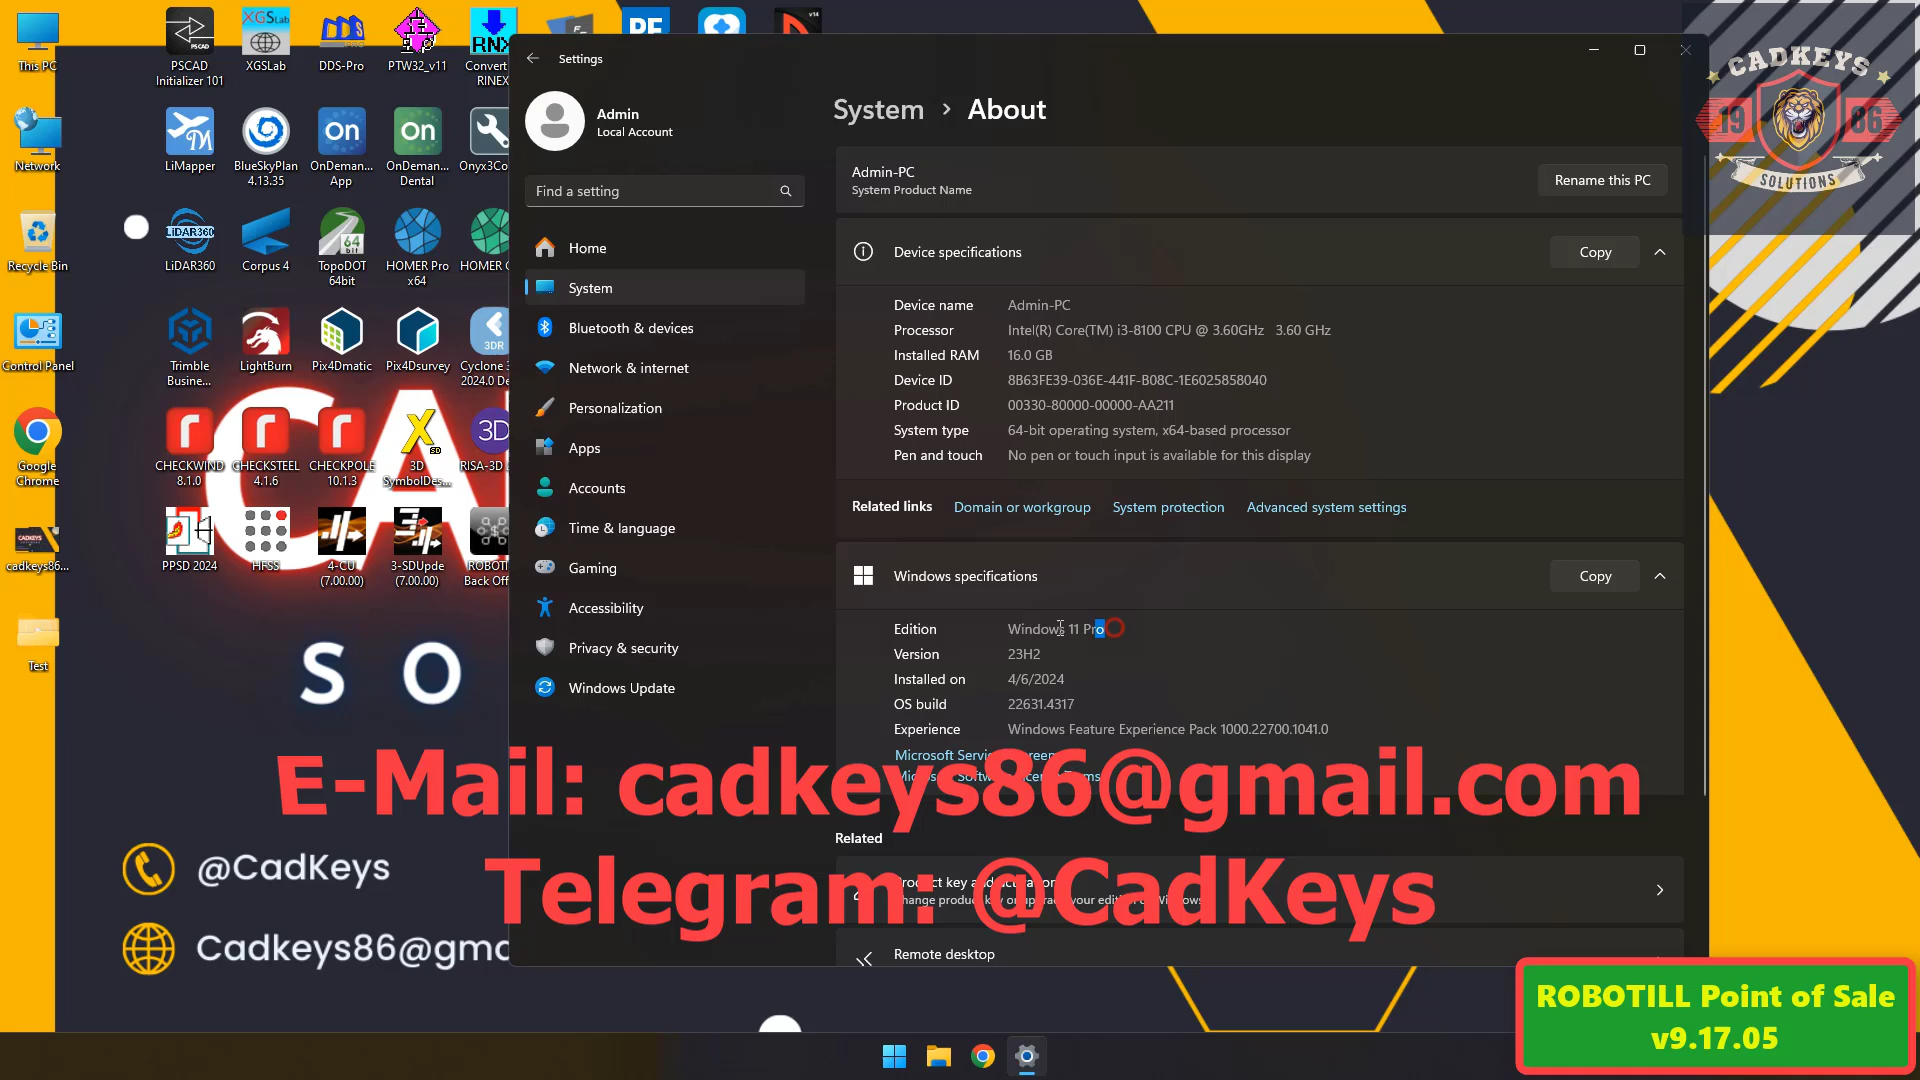 This PC
PSCAD
Initializer 101
XGSLab
DDS-Pro
PTW32_v11
RNX
Convert
RINEX
PE
v14
Network
LiMapper
BlueSkyPlan
4.13.35
OnDeman...
App
OnDeman...
Dental
Recycle Bin
LiDAR360
Corpus 4
TopoDOT
64bit
HOMER Pro
x64
Control Panel
Trimble
Busine...
LightBurn
Pix4Dmatic
Pix4Dsurvey
Google
Chrome
CHECKWIND
8.1.0
CHECKSTEEL
4.1.6
CHECKPOLE
10.1.3
3D
SymbolDes...
cadkeys86...
PPSD 2024
HFSS
(7.00.00)
3-SDUpde
(7.00.00)
Test
S O
@CadKeys
Settings
Admin
Local Account
Find a setting
Home
System
Bluetooth & devices
Network & internet
Personalization
Apps
Accounts
Time & language
Gaming
Accessibility
Privacy & security
Windows Update
System > About
Admin-PC
System Product Name
Rename this PC
Device specifications
Copy
Device name Admin-PC
Processor Intel(R) Core(TM) i3-8100 CPU @ 3.60GHz 3.60 GHz
Installed RAM 16.0 GB
Device ID 8B63FE39-036E-441F-B08C-1E6025858040
Product ID 00330-80000-00000-AA211
System type 64-bit operating system, x64-based processor
Pen and touch No pen or touch input is available for this display
Related links Domain or workgroup System protection Advanced system settings
Windows specifications
Copy
Edition Windows 11 Pro
Version 23H2
Installed on 4/6/2024
OS build 22631.4317
Experience Windows Feature Experience Pack 1000.22700.1041.0
E-Mail: cadkeys86@gmail.com
Related
Telegram: @CadKeys
Remote desktop
CADKEYS
19 86
SOLUTIONS
ROBOTILL Point of Sale
v9.17.05